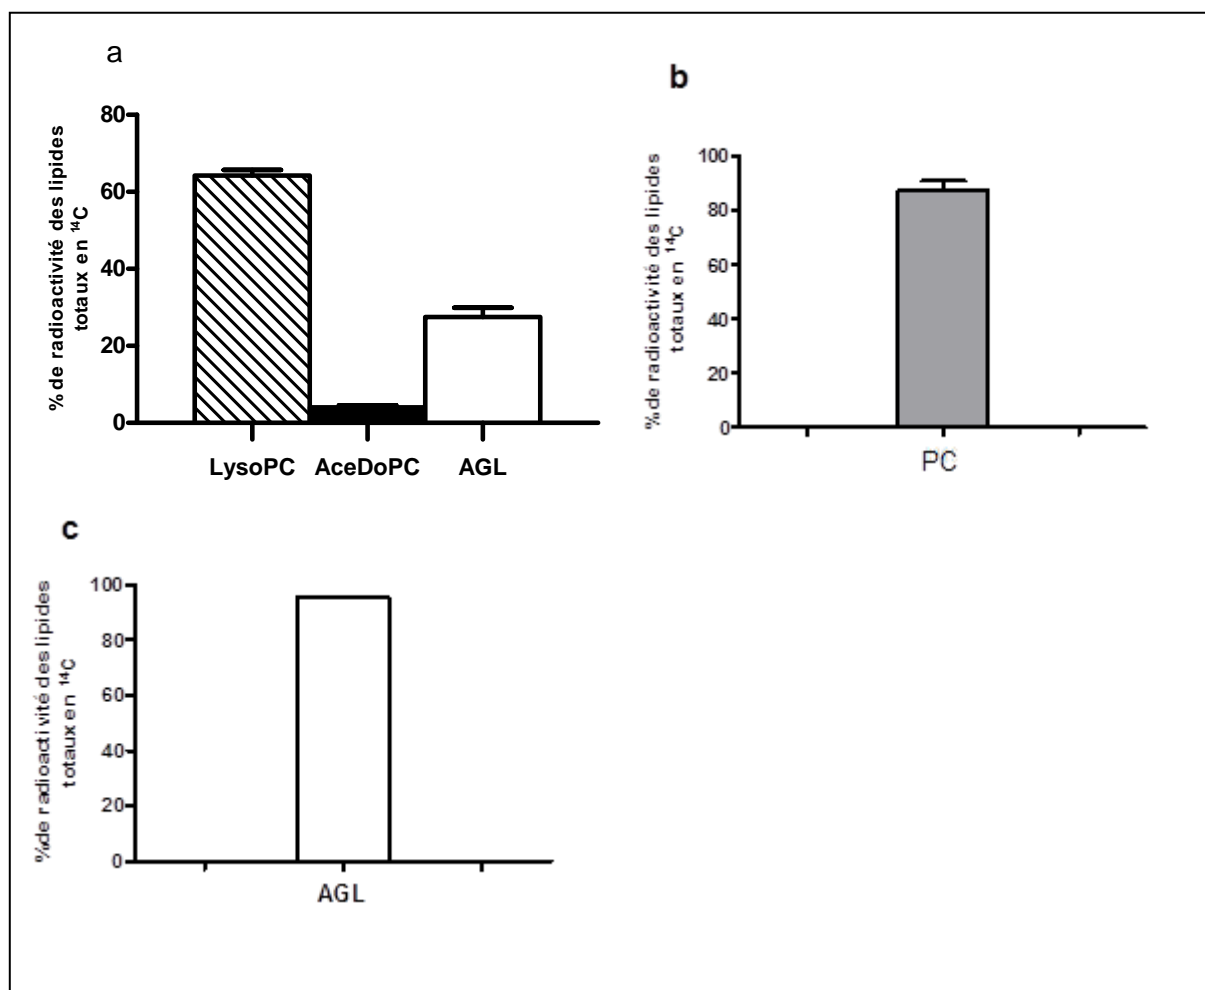 a
% de radioactivité des lipides
totaux en ¹⁴C
80
60
40
20
0
LysoPC AceDoPC AGL
b
% de radioactivité des lipides
totaux en ¹⁴C
100
80
60
40
20
0
PC
c
% de radioactivité des lipides
totaux en ¹⁴C
100
80
60
40
20
0
AGL